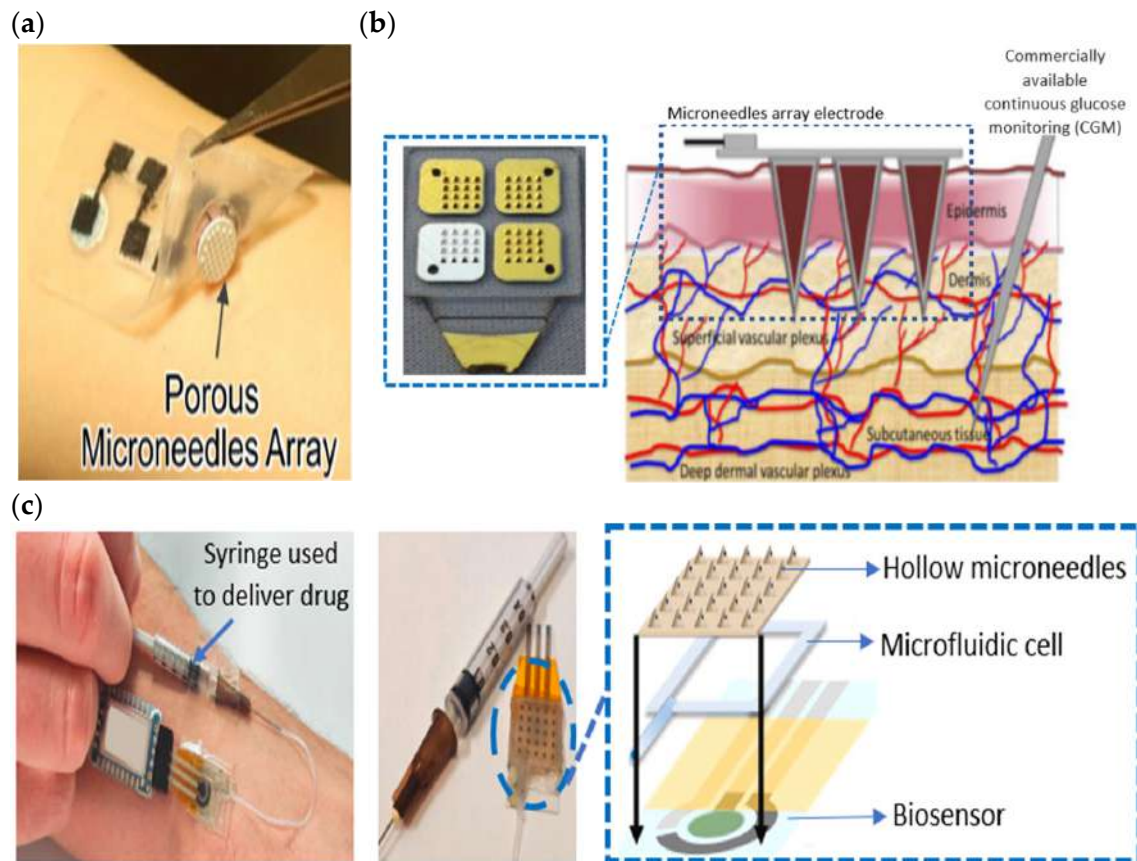 (a)
Porous
Microneedles Array
(b)
Commercially
available
continuous glucose
monitoring (CGM)
Microneedles array electrode
Epidermis
Dermis
Superficial vascular plexus
Subcutaneous tissue
Deep dermal vascular plexus
(c)
Syringe used
to deliver drug
Hollow microneedles
Microfluidic cell
Biosensor